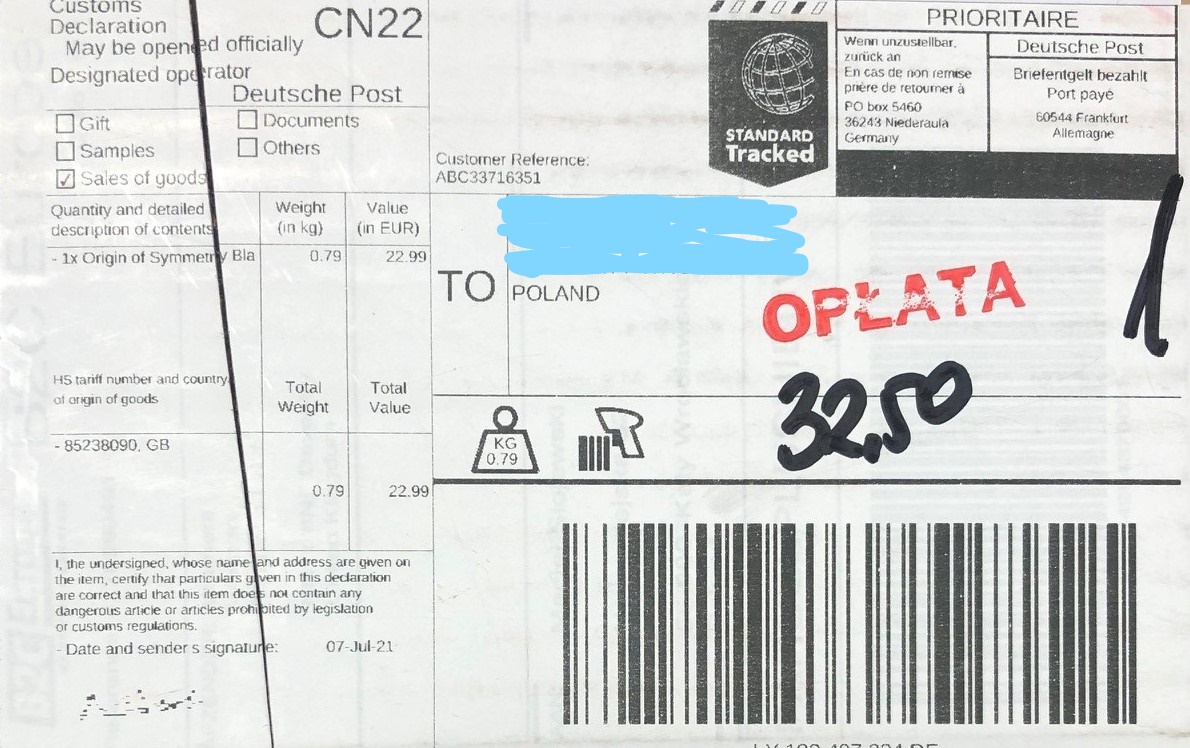 Customs
Declaration
May be opened officially
Designated operator
CN22
Deutsche Post
Gift
Samples
Sales of goods
Documents
Others
Quantity and detailed
description of contents
Weight
(in kg)
Value
(in EUR)
- 1x Origin of Symmetry Bla
0.79
22.99
HS tariff number and country
of origin of goods
Total
Weight
Total
Value
- 85238090, GB
0.79
22.99
I, the undersigned, whose name and address are given on
the item, certify that particulars given in this declaration
are correct and that this item does not contain any
dangerous article or articles prohibited by legislation
or customs regulations.
- Date and sender s signature:
07-Jul-21
Customer Reference:
ABC33716351
STANDARD
Tracked
PRIORITAIRE
Wenn unzustellbar,
zurück an
En cas de non remise
prière de retourner à
PO box 5460
36243 Niederaula
Germany
Deutsche Post
Briefentgelt bezahlt
Port payé
60544 Frankfurt
Allemagne
TO
POLAND
OPŁATA
32,50
KG
0.79